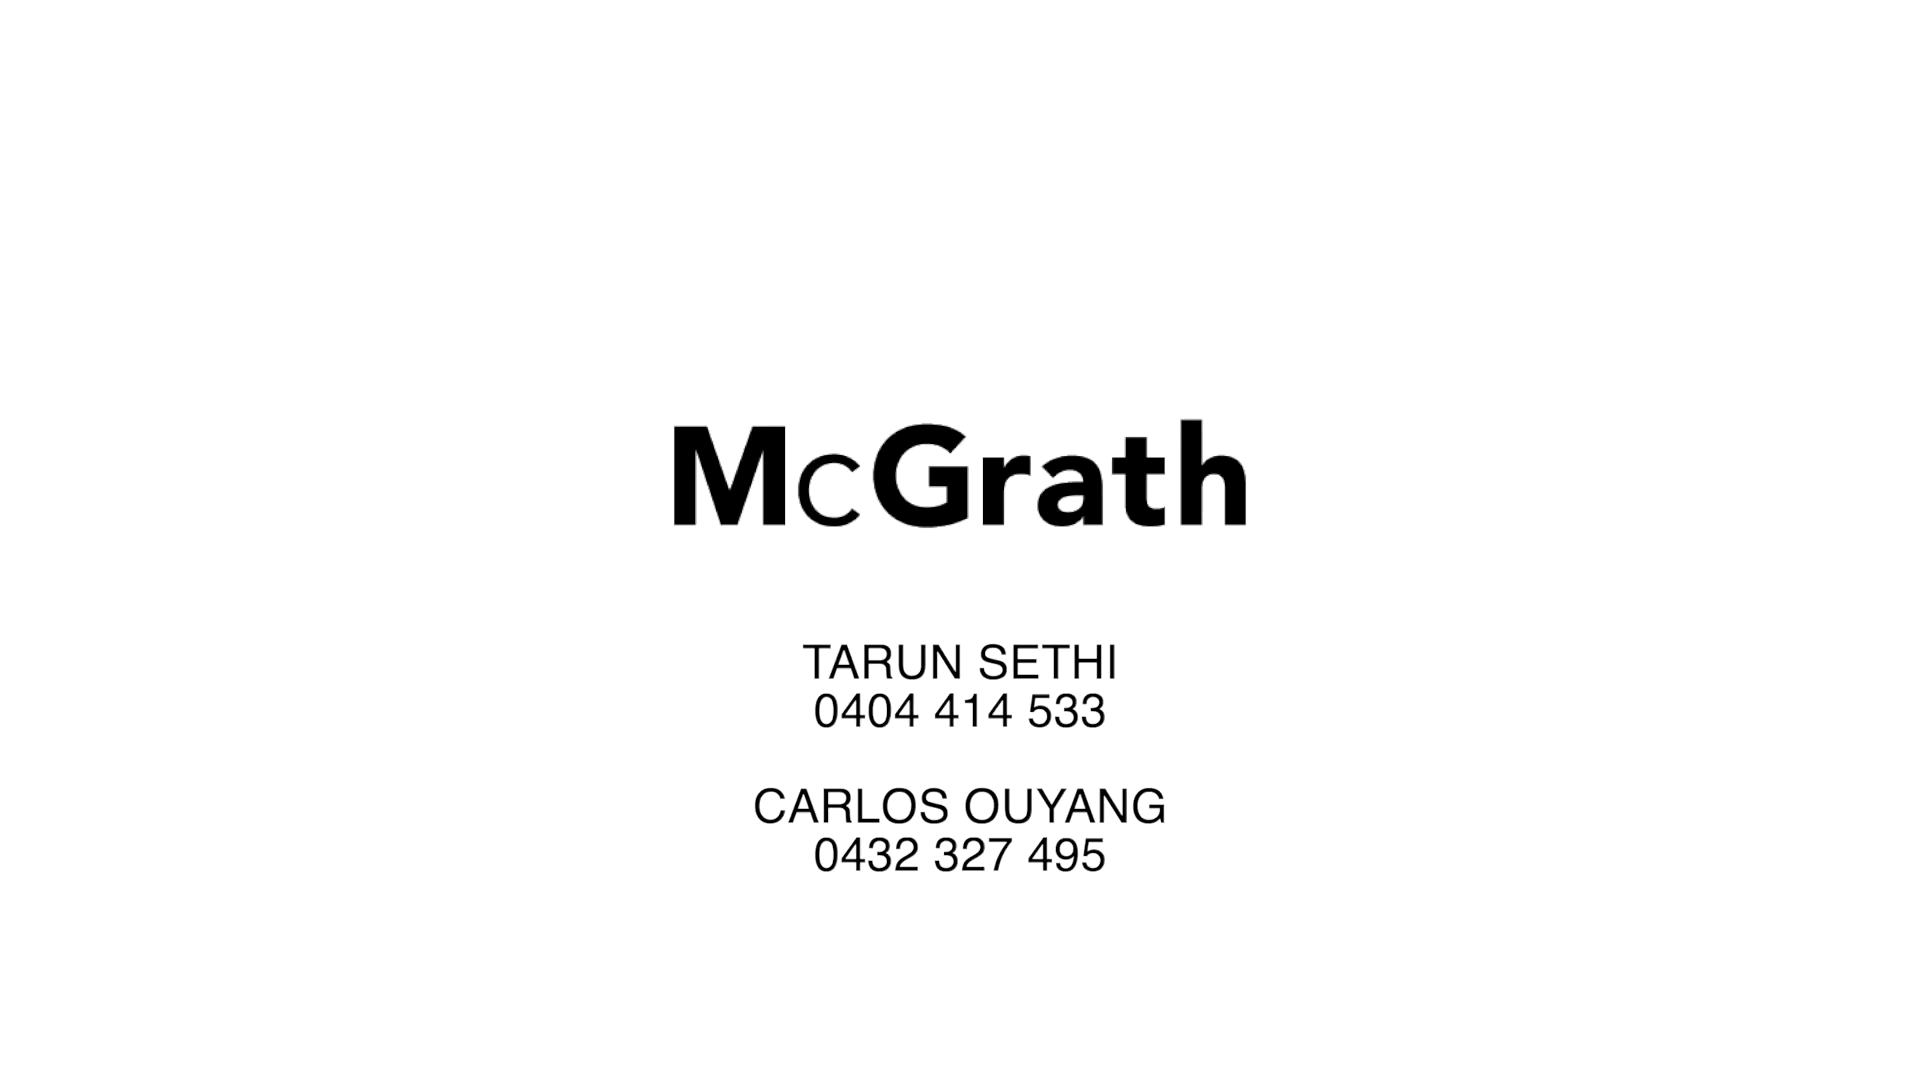 McGrath
TARUN SETHI
0404 414 533
CARLOS OUYANG
0432 327 495